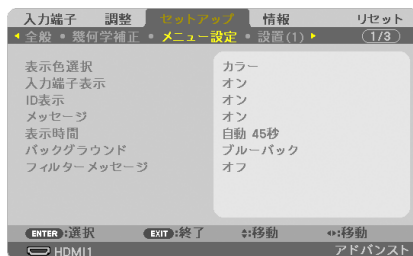 入力端子 調整 セットアップ 情報 リセット
全般 • 幾何学補正 • メニュー設定 • 設置(1) 1/3
表示色選択 カラー
入力端子表示 オン
ID表示 オン
メッセージ オン
表示時間 自動 45秒
バックグラウンド ブルーバック
フィルターメッセージ オフ
ENTER:選択 EXIT:終了 :移動 :移動
HDMI1 アドバンスト